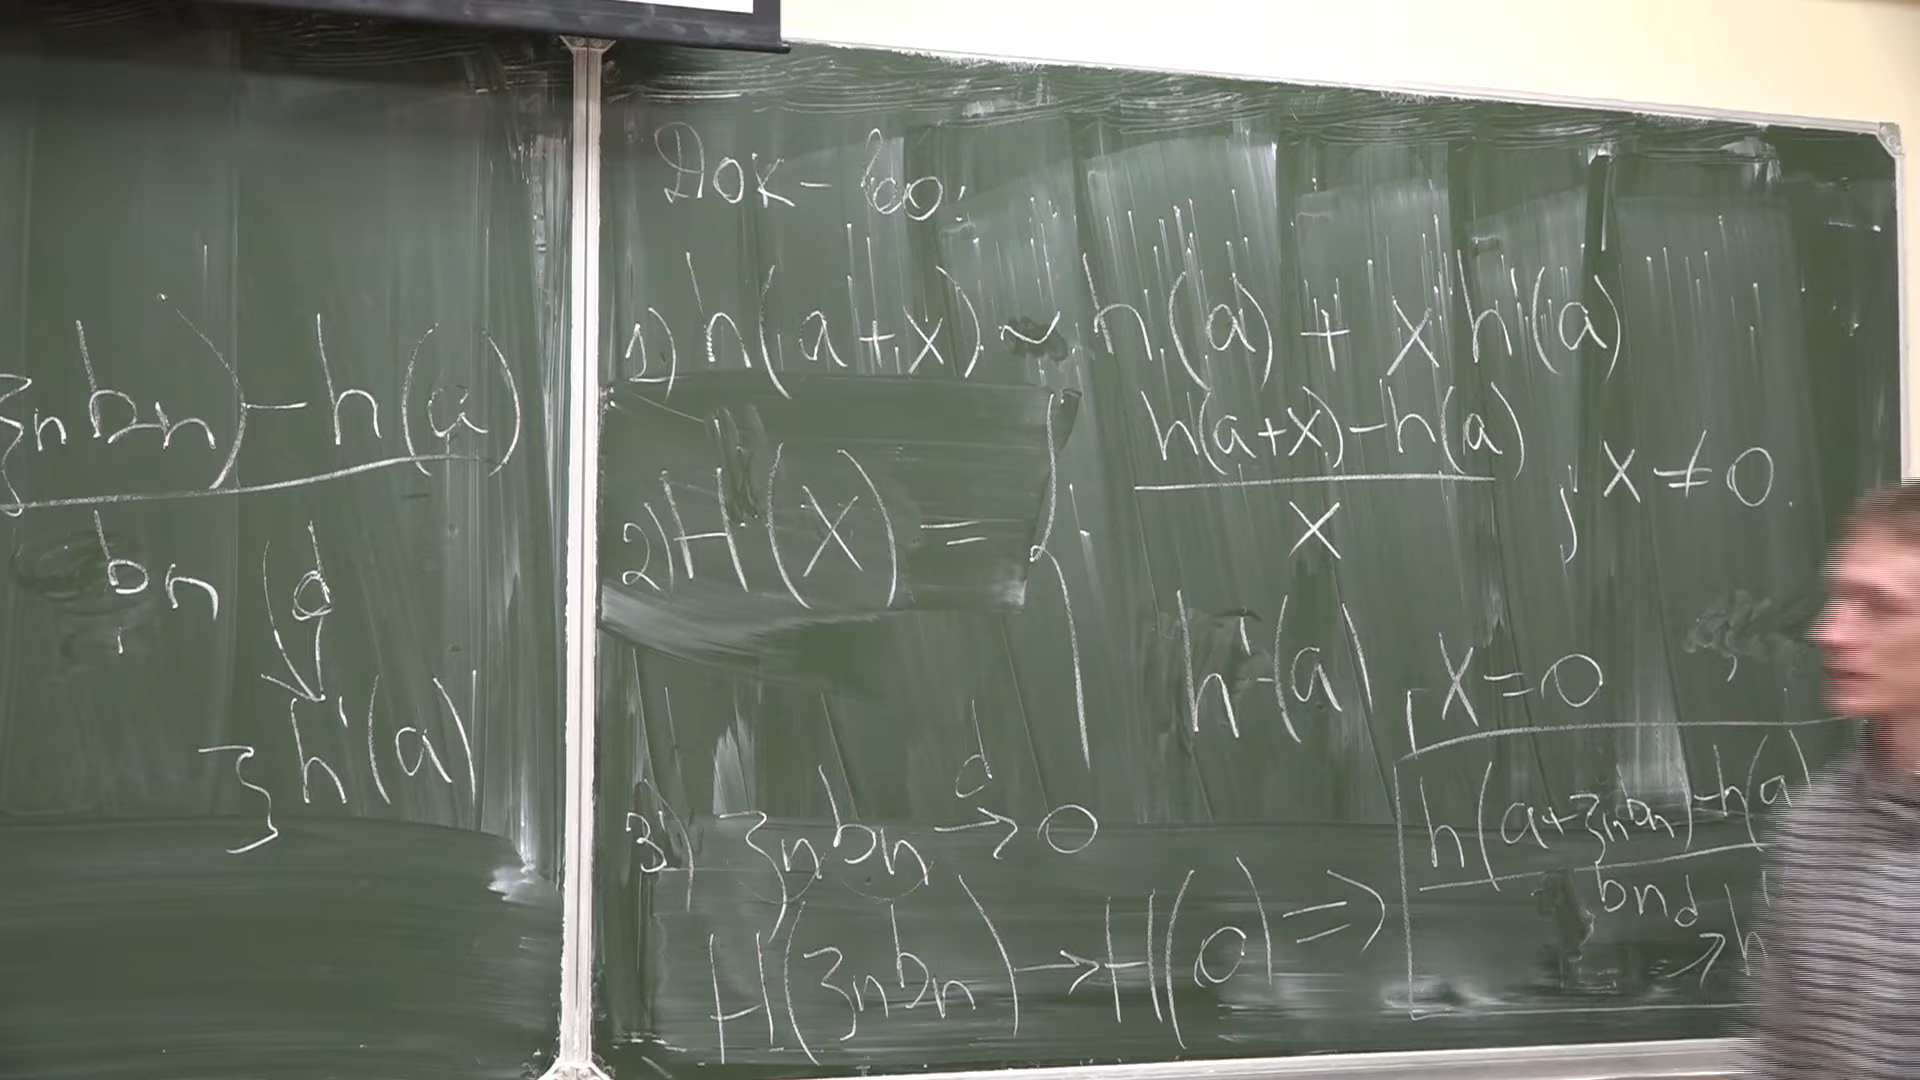 ξnbn) - h(a)
bn ↓d
ξ h'(a)
Док-во:
1) h(a+x) ~ h(a) + x h'(a)
2) H(x) = { h(a+x)-h(a) / x , x ≠ 0
h'(a) , x = 0
3) ξnbn d→ 0
H(ξnbn) → H(0) ⇒
h(a+ξnbn)-h(a)
bn d
→ h